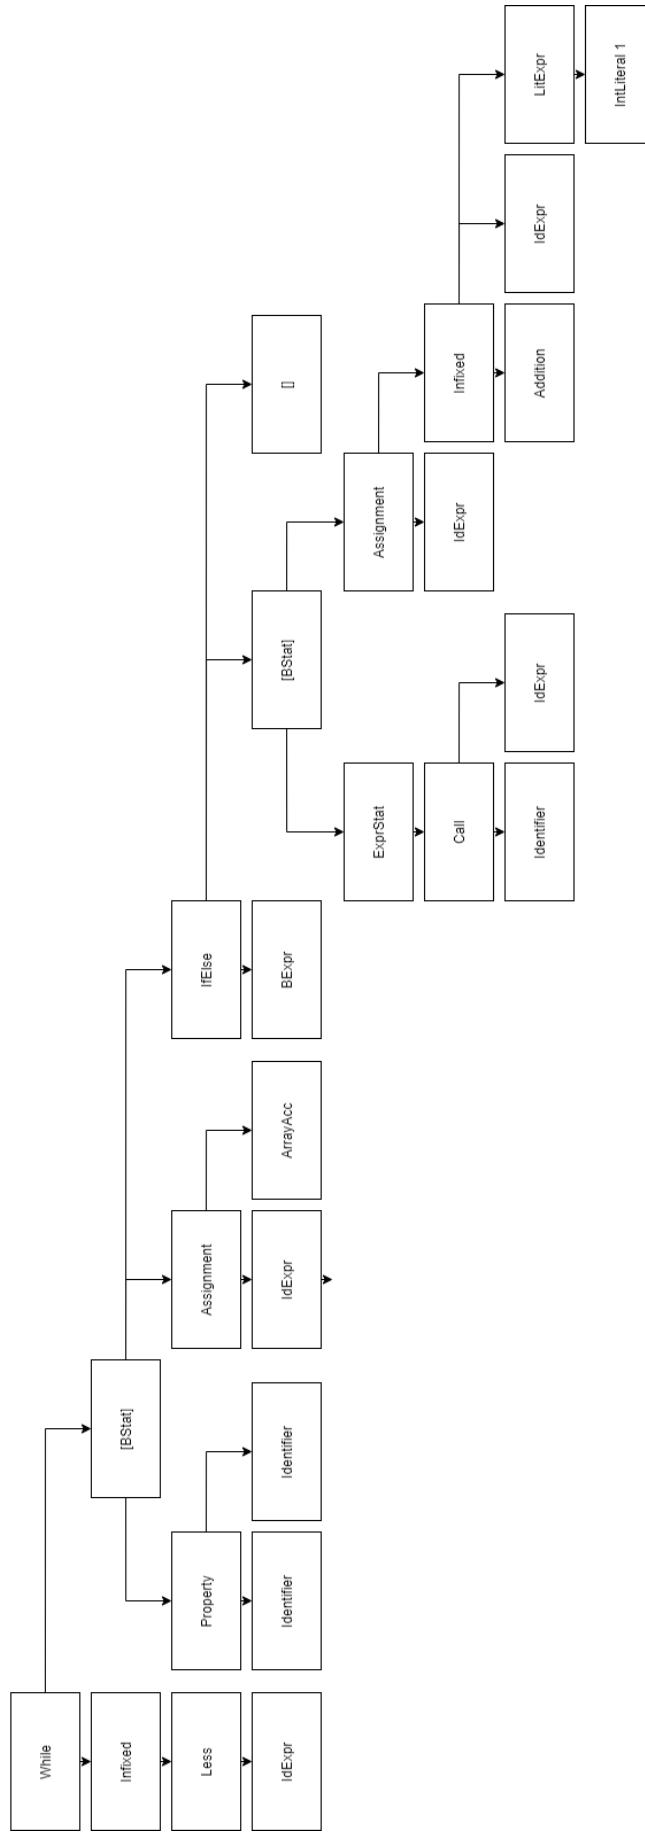 While
Infixed
[BStat]
Less
Property
Assignment
IfElse
IdExpr
Identifier
Identifier
IdExpr
ArrayAcc
BExpr
[BStat]
[]
ExprStat
Assignment
Call
IdExpr
Infixed
Identifier
IdExpr
Addition
IdExpr
LitExpr
IntLiteral 1